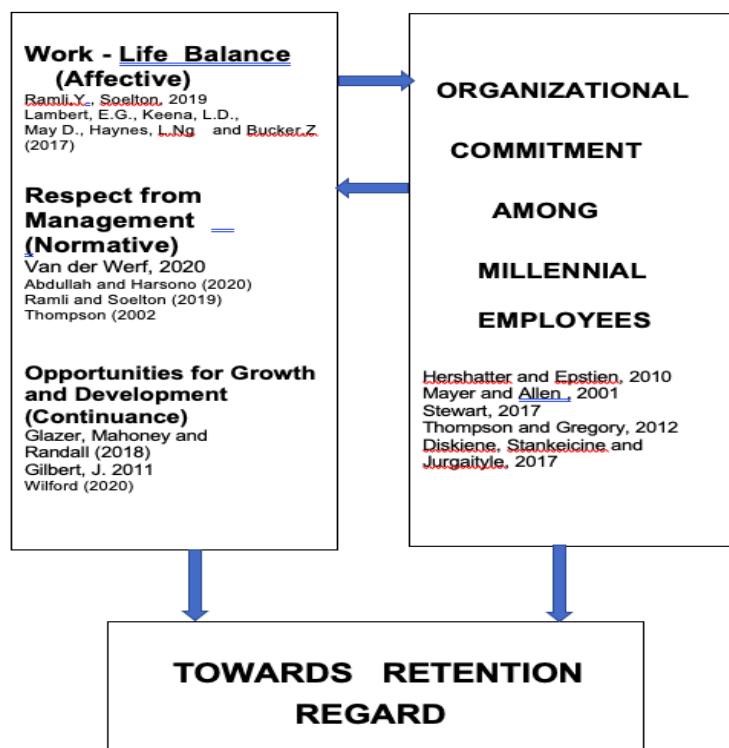 Work - Life Balance
(Affective)
Ramli,Y., Soelton, 2019
Lambert, E.G., Keena, L.D.,
May D., Haynes, L.Ng and Bucker.Z
(2017)
Respect from
Management
(Normative)
Van der Werf, 2020
Abdullah and Harsono (2020)
Ramli and Soelton (2019)
Thompson (2002
Opportunities for Growth
and Development
(Continuance)
Glazer, Mahoney and
Randall (2018)
Gilbert, J. 2011
Wilford (2020)
ORGANIZATIONAL
COMMITMENT
AMONG
MILLENNIAL
EMPLOYEES
Hershatter and Epstien, 2010
Mayer and Allen , 2001
Stewart, 2017
Thompson and Gregory, 2012
Diskiene, Stankeicine and
Jurgaityle, 2017
TOWARDS RETENTION
REGARD